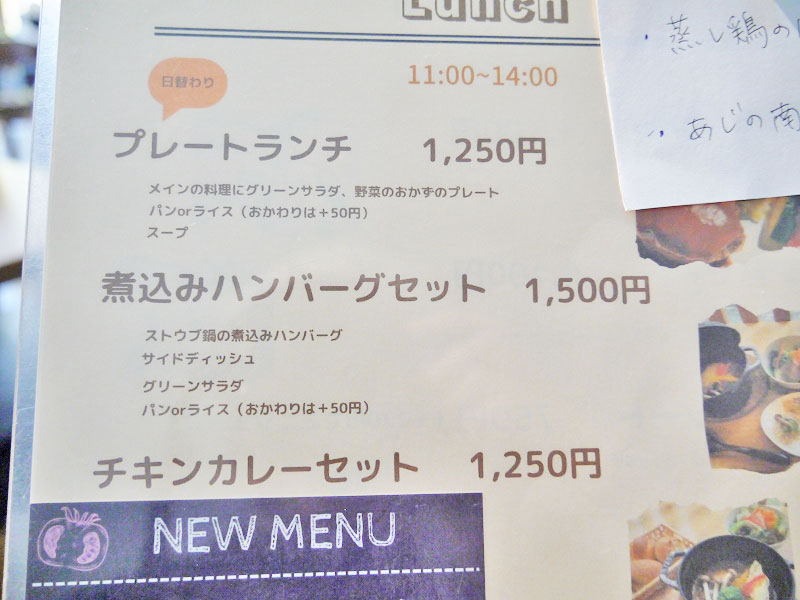 Lunch
日替わり
11:00~14:00
プレートランチ 1,250円
メインの料理にグリーンサラダ、野菜のおかずのプレート
パンorライス（おかわりは＋50円）
スープ
煮込みハンバーグセット 1,500円
ストウブ鍋の煮込みハンバーグ
サイドディッシュ
グリーンサラダ
パンorライス（おかわりは＋50円）
チキンカレーセット 1,250円
NEW MENU
・蒸し鶏の
・あじの南